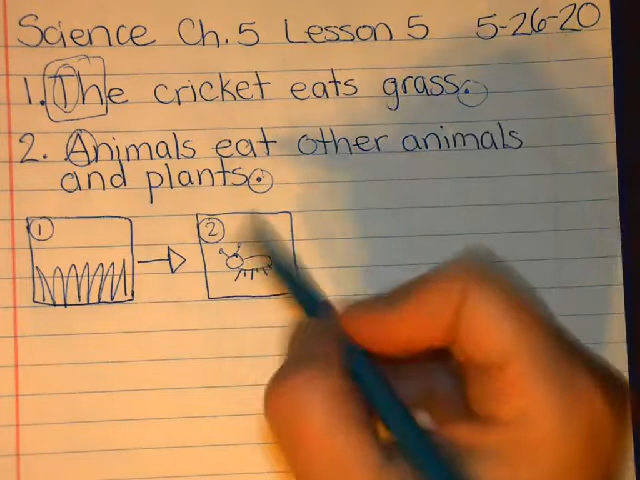 Science Ch. 5 Lesson 5 5-26-20
1. The cricket eats grass.
2. Animals eat other animals
and plants.
1 2